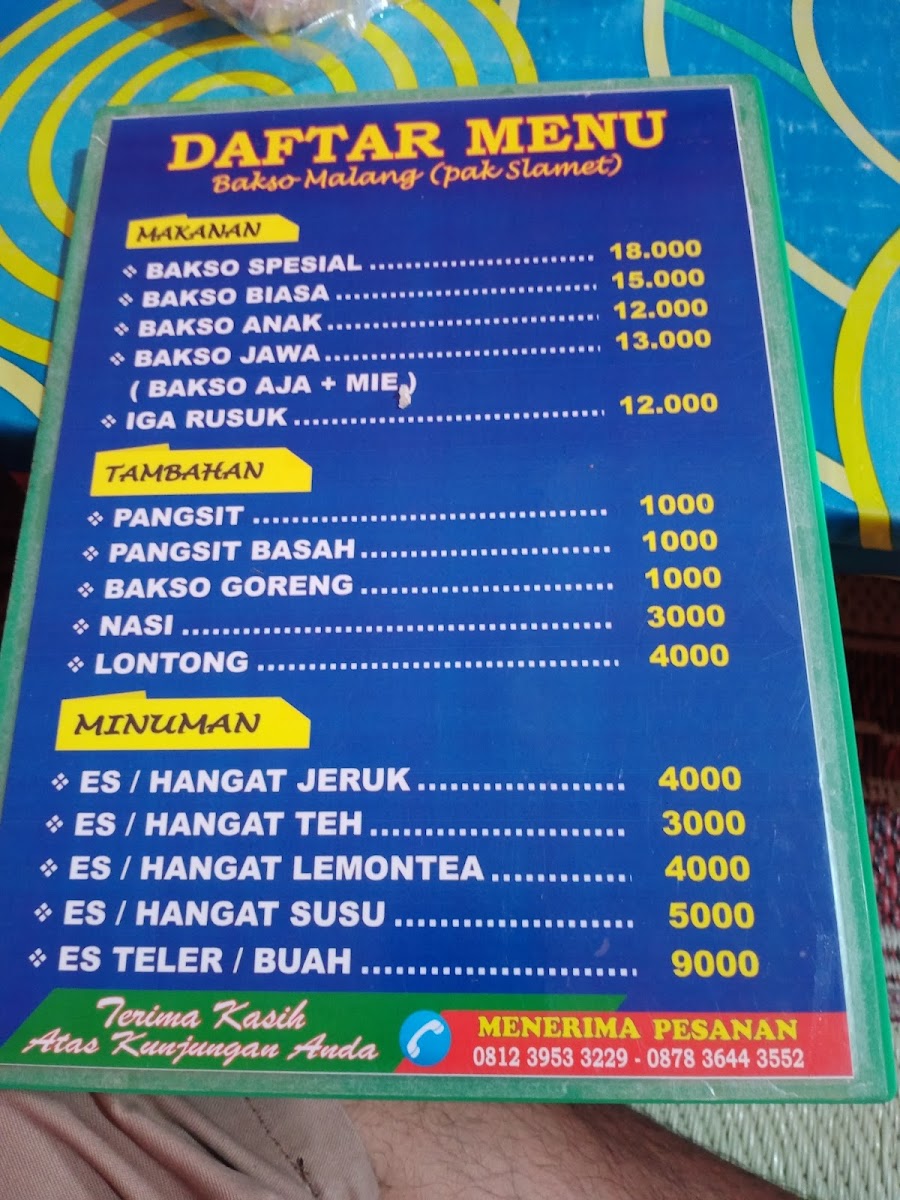 DAFTAR MENU
Bakso Malang (pak Slamet)
MAKANAN
❖ BAKSO SPESIAL ........................ 18.000
❖ BAKSO BIASA ........................ 15.000
❖ BAKSO ANAK ........................ 12.000
❖ BAKSO JAWA ........................ 13.000
( BAKSO AJA + MIE )
❖ IGA RUSUK ........................ 12.000
TAMBAHAN
❖ PANGSIT ........................ 1000
❖ PANGSIT BASAH ........................ 1000
❖ BAKSO GORENG ........................ 1000
❖ NASI ........................ 3000
❖ LONTONG ........................ 4000
MINUMAN
❖ ES / HANGAT JERUK ........................ 4000
❖ ES / HANGAT TEH ........................ 3000
❖ ES / HANGAT LEMONTEA ................ 4000
❖ ES / HANGAT SUSU ........................ 5000
❖ ES TELER / BUAH ........................ 9000
Terima Kasih
Atas Kunjungan Anda
MENERIMA PESANAN
0812 3953 3229 - 0878 3644 3552